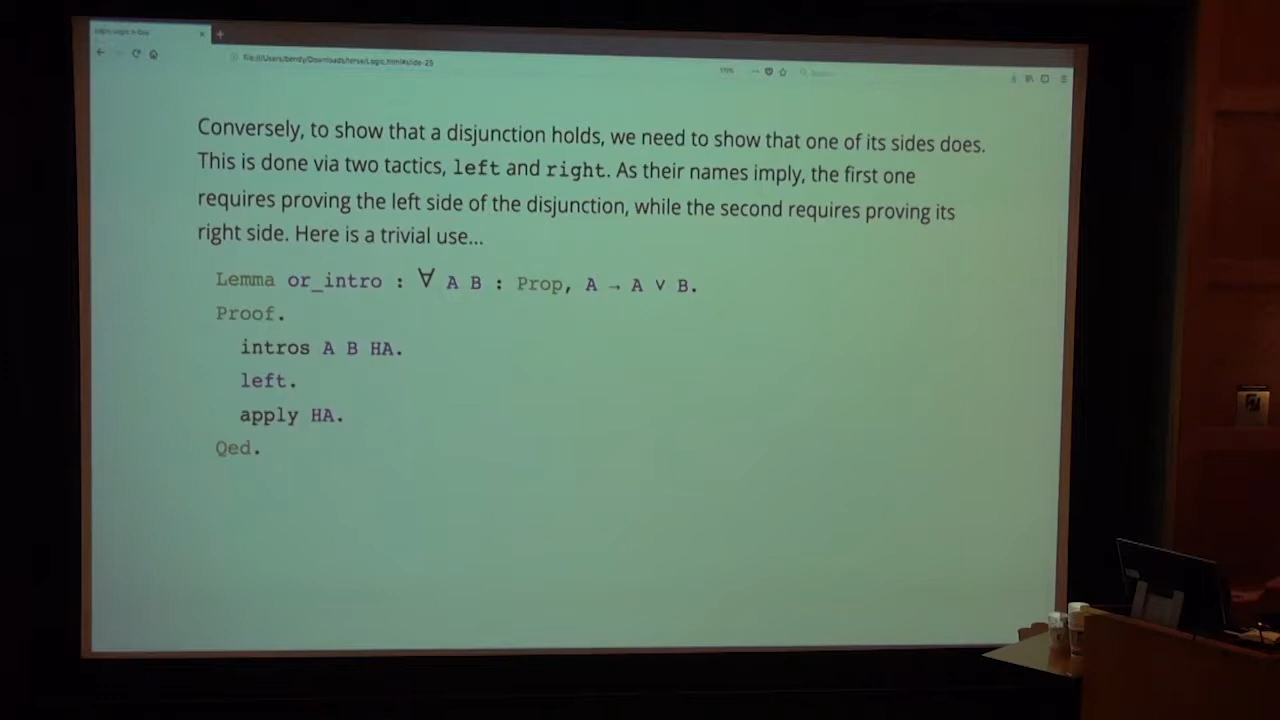 Conversely, to show that a disjunction holds, we need to show that one of its sides does.
This is done via two tactics, left and right. As their names imply, the first one
requires proving the left side of the disjunction, while the second requires proving its
right side. Here is a trivial use...
Lemma or_intro : ∀ A B : Prop, A → A ∨ B.
Proof.
intros A B HA.
left.
apply HA.
Qed.